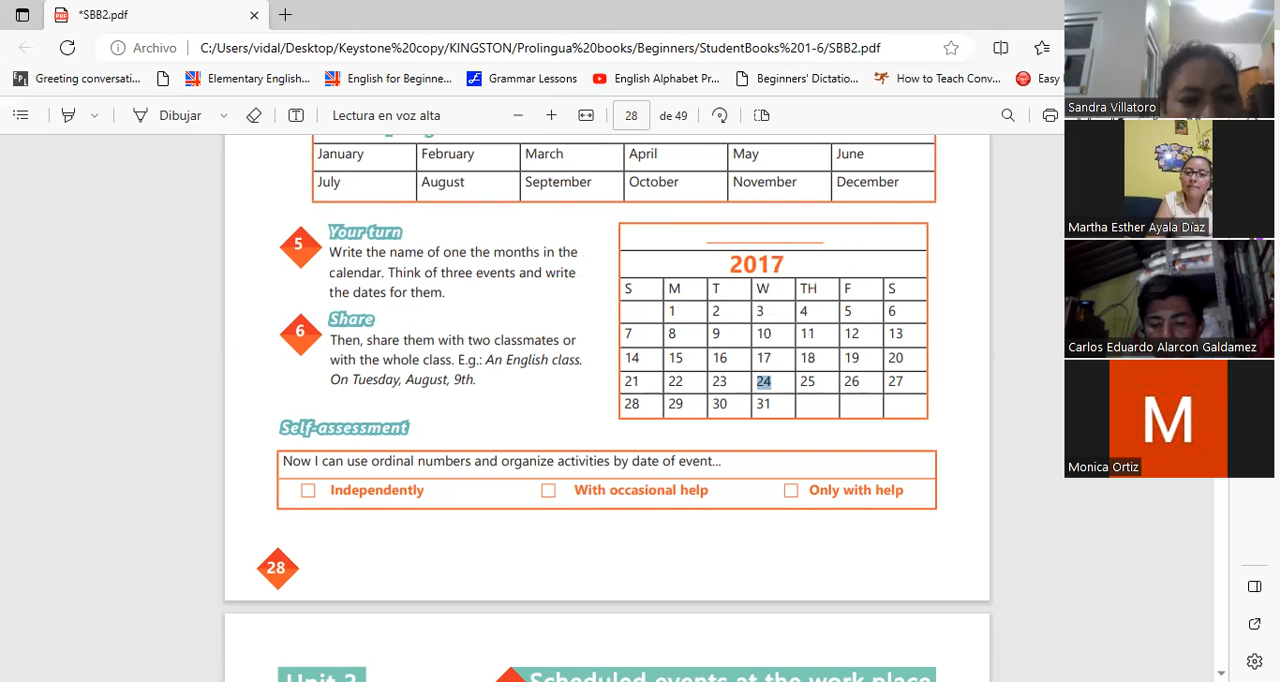 *SBB2.pdf
Archivo C:/Users/vidal/Desktop/Keystone%20copy/KINGSTON/Prolingua%20books/Beginners/StudentBooks%201-6/SBB2.pdf
Greeting conversati... Elementary English... English for Beginne... Grammar Lessons English Alphabet Pr... Beginners' Dictatio... How to Teach Conv... Easy
Dibujar Lectura en voz alta 28 de 49
January February March April May June
July August September October November December
5 Your turn
Write the name of one the months in the
calendar. Think of three events and write
the dates for them.
6 Share
Then, share them with two classmates or
with the whole class. E.g.: An English class.
On Tuesday, August, 9th.
2017
S M T W TH F S
1 2 3 4 5 6
7 8 9 10 11 12 13
14 15 16 17 18 19 20
21 22 23 24 25 26 27
28 29 30 31
Self-assessment
Now I can use ordinal numbers and organize activities by date of event...
Independently With occasional help Only with help
28
Unit 2 Scheduled events at the work place
Sandra Villatoro
Martha Esther Ayala Díaz
Carlos Eduardo Alarcon Galdamez
M
Monica Ortiz